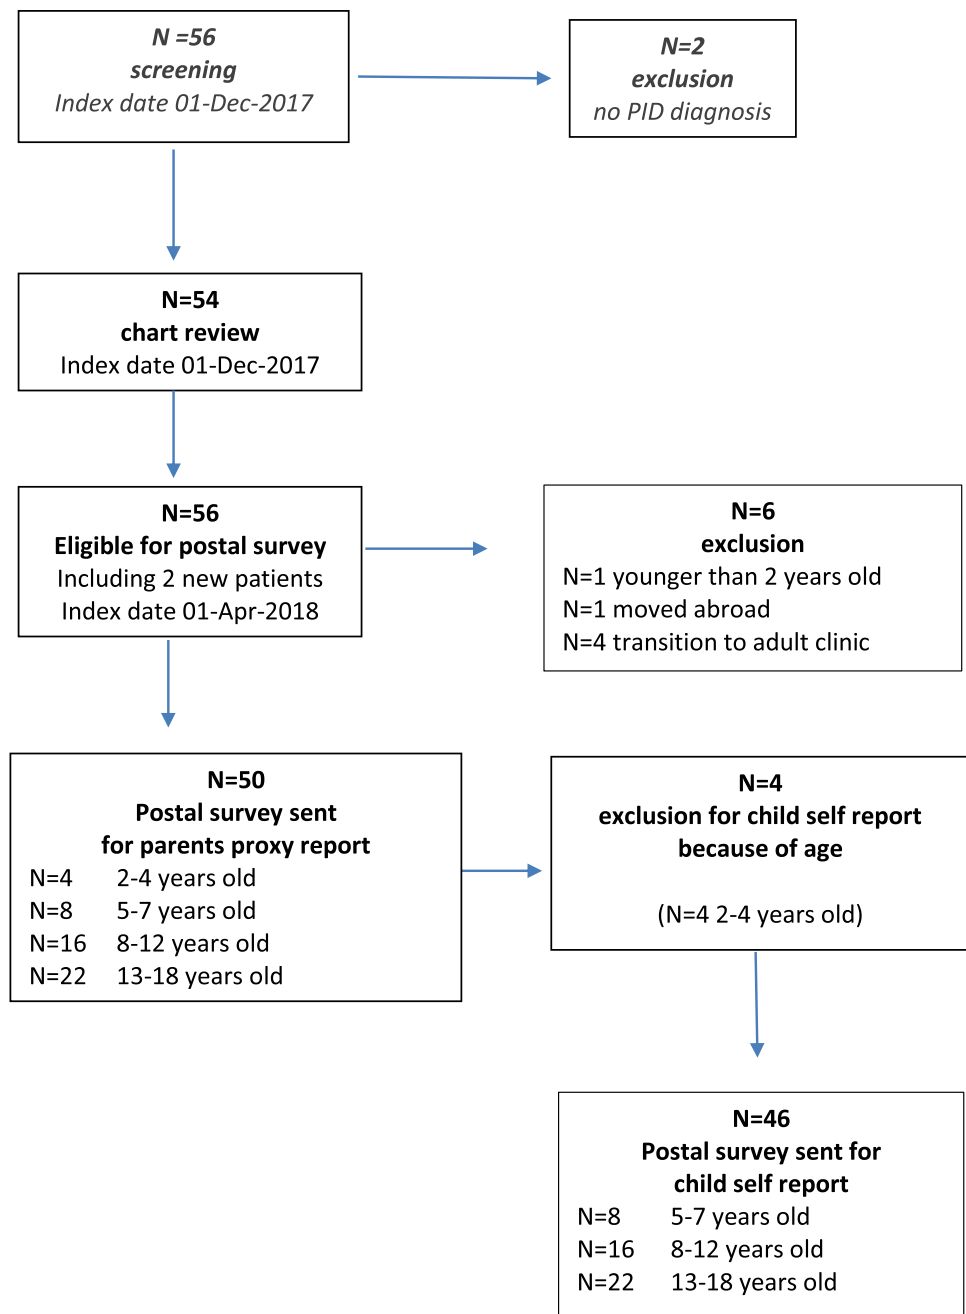 N =56
screening
Index date 01-Dec-2017
N=2
exclusion
no PID diagnosis
N=54
chart review
Index date 01-Dec-2017
N=56
Eligible for postal survey
Including 2 new patients
Index date 01-Apr-2018
N=6
exclusion
N=1 younger than 2 years old
N=1 moved abroad
N=4 transition to adult clinic
N=50
Postal survey sent
for parents proxy report
N=4 2-4 years old
N=8 5-7 years old
N=16 8-12 years old
N=22 13-18 years old
N=4
exclusion for child self report
because of age
(N=4 2-4 years old)
N=46
Postal survey sent for
child self report
N=8 5-7 years old
N=16 8-12 years old
N=22 13-18 years old